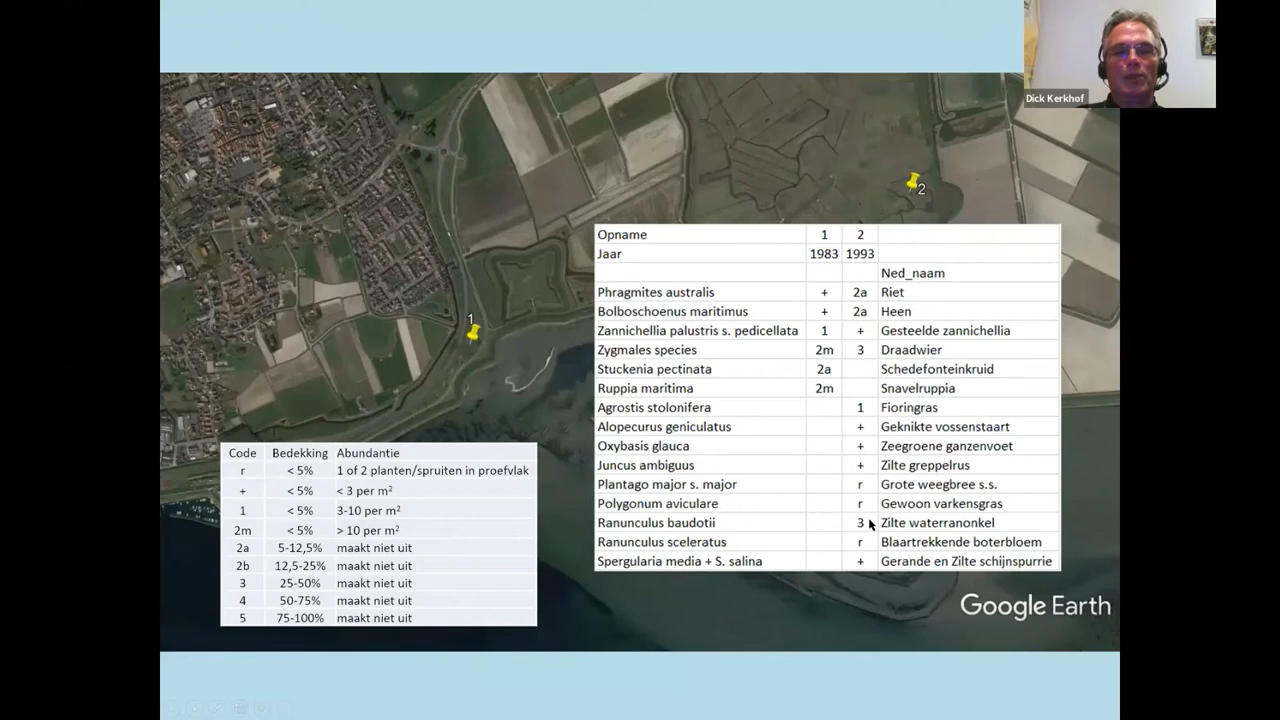 Dick Kerkhof
2
1
Opname 1 2
Jaar 1983 1993
Ned_naam
Phragmites australis + 2a Riet
Bolboschoenus maritimus + 2a Heen
Zannichellia palustris s. pedicellata 1 + Gesteelde zannichellia
Zygmales species 2m 3 Draadwier
Stuckenia pectinata 2a Schedefonteinkruid
Ruppia maritima 2m Snavelruppia
Agrostis stolonifera 1 Fioringras
Alopecurus geniculatus + Geknikte vossenstaart
Oxybasis glauca + Zeegroene ganzenvoet
Juncus ambiguus + Zilte greppelrus
Plantago major s. major r Grote weegbree s.s.
Polygonum aviculare r Gewoon varkensgras
Ranunculus baudotii 3 Zilte waterranonkel
Ranunculus sceleratus r Blaartrekkende boterbloem
Spergularia media + S. salina + Gerande en Zilte schijnspurrie
Code Bedekking Abundantie
r < 5% 1 of 2 planten/spruiten in proefvlak
+ < 5% < 3 per m²
1 < 5% 3-10 per m²
2m < 5% > 10 per m²
2a 5-12,5% maakt niet uit
2b 12,5-25% maakt niet uit
3 25-50% maakt niet uit
4 50-75% maakt niet uit
5 75-100% maakt niet uit
Google Earth